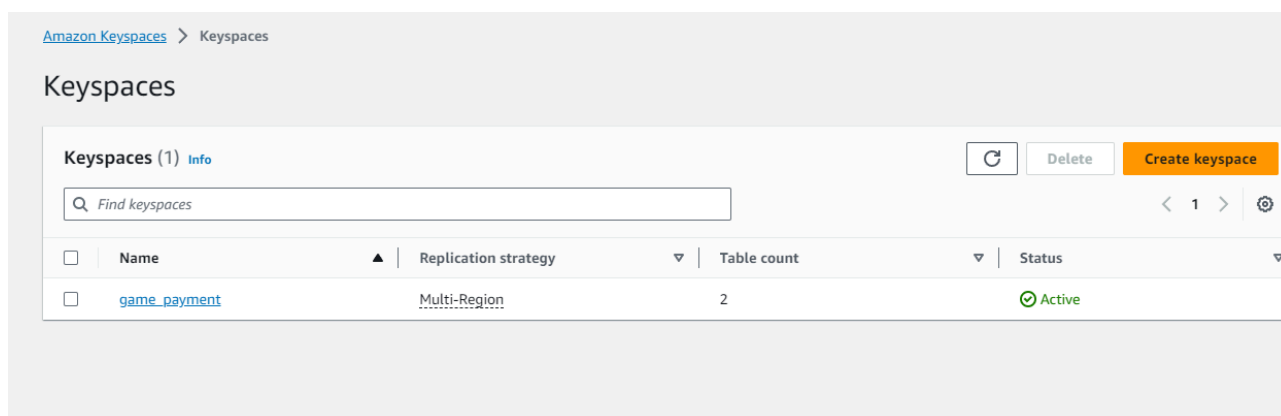 Amazon Keyspaces > Keyspaces
Keyspaces
Keyspaces (1) Info
Delete
Create keyspace
Find keyspaces
1
Name
Replication strategy
Table count
Status
game_payment
Multi-Region
2
Active